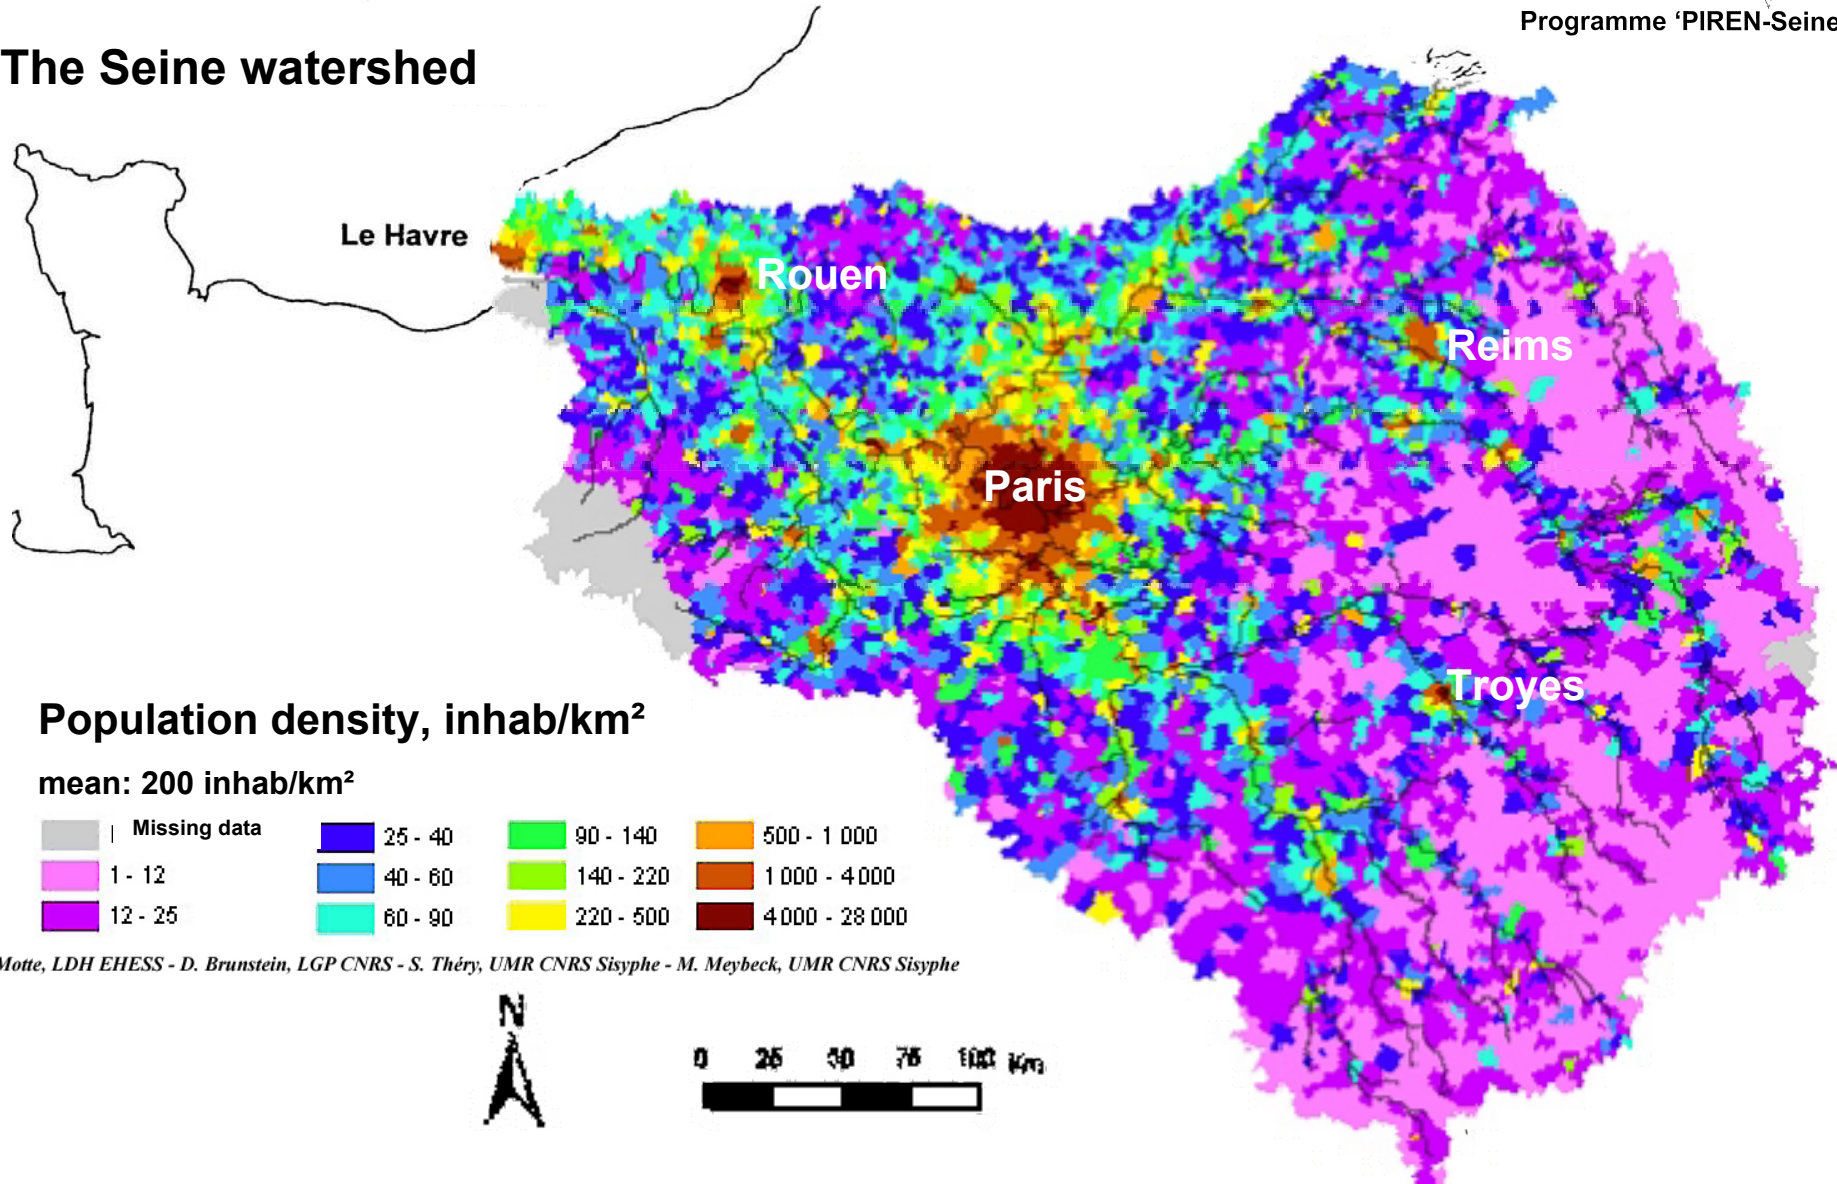 Programme ‘PIREN-Seine
The Seine watershed
Le Havre
Rouen
Reims
Paris
Troyes
Population density, inhab/km²
mean: 200 inhab/km²
Missing data
1 - 12
12 - 25
25 - 40
40 - 60
60 - 90
90 - 140
140 - 220
220 - 500
500 - 1 000
1 000 - 4 000
4 000 - 28 000
Motte, LDH EHESS - D. Brunstein, LGP CNRS - S. Théry, UMR CNRS Sisyphe - M. Meybeck, UMR CNRS Sisyphe
N
0 25 50 75 100 Km